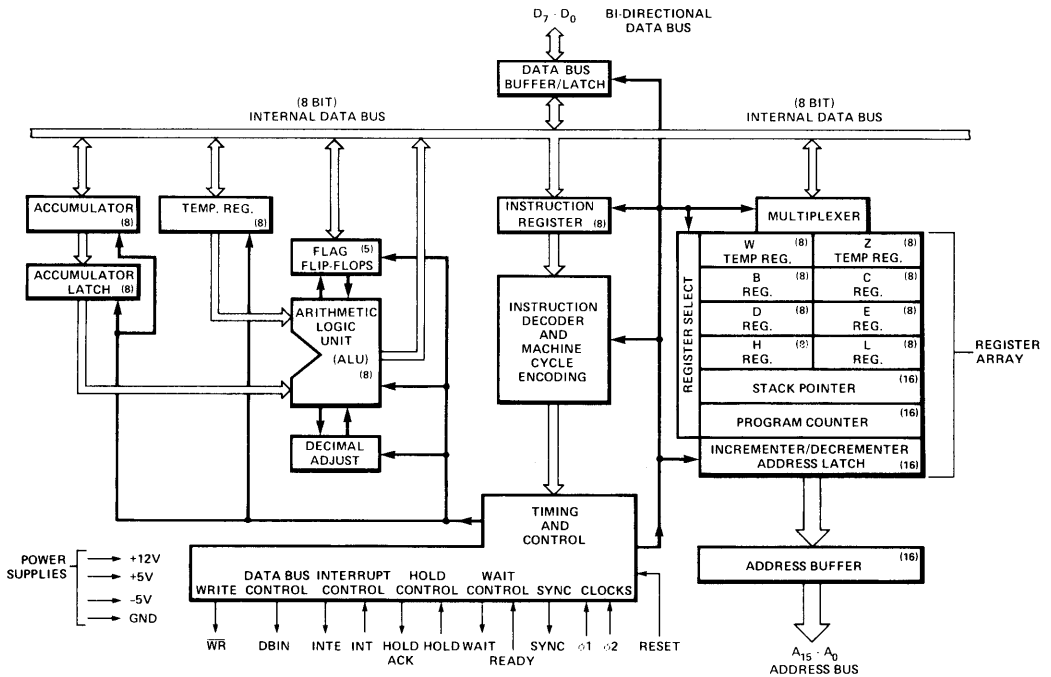 D7 - D0
BI-DIRECTIONAL
DATA BUS
DATA BUS
BUFFER/LATCH
(8 BIT)
INTERNAL DATA BUS
(8 BIT)
INTERNAL DATA BUS
ACCUMULATOR
(8)
TEMP. REG.
(8)
INSTRUCTION
REGISTER (8)
MULTIPLEXER
ACCUMULATOR
LATCH (8)
FLAG (5)
FLIP-FLOPS
ARITHMETIC
LOGIC
UNIT
(ALU)
(8)
DECIMAL
ADJUST
INSTRUCTION
DECODER
AND
MACHINE
CYCLE
ENCODING
REGISTER SELECT
W (8)
TEMP REG.
Z (8)
TEMP REG.
B (8)
REG.
C (8)
REG.
D (8)
REG.
E (8)
REG.
H (8)
REG.
L (8)
REG.
STACK POINTER (16)
PROGRAM COUNTER (16)
INCREMENTER/DECREMENTER
ADDRESS LATCH (16)
REGISTER
ARRAY
TIMING
AND
CONTROL
ADDRESS BUFFER (16)
POWER
SUPPLIES
+12V
+5V
-5V
GND
WRITE
DATA BUS
CONTROL
INTERRUPT
CONTROL
HOLD
CONTROL
WAIT
CONTROL
SYNC
CLOCKS
WR
DBIN
INTE
INT
HOLD
ACK
HOLD
WAIT
READY
SYNC
ϕ1
ϕ2
RESET
A15 - A0
ADDRESS BUS